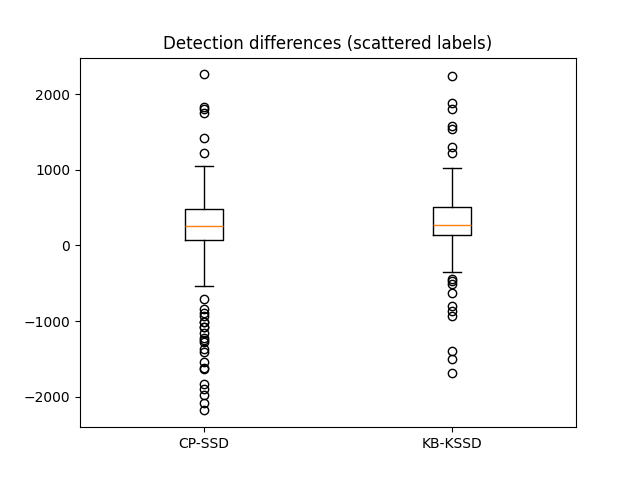 Detection differences (scattered labels)
2000
1000
0
−1000
−2000
CP-SSD
KB-KSSD